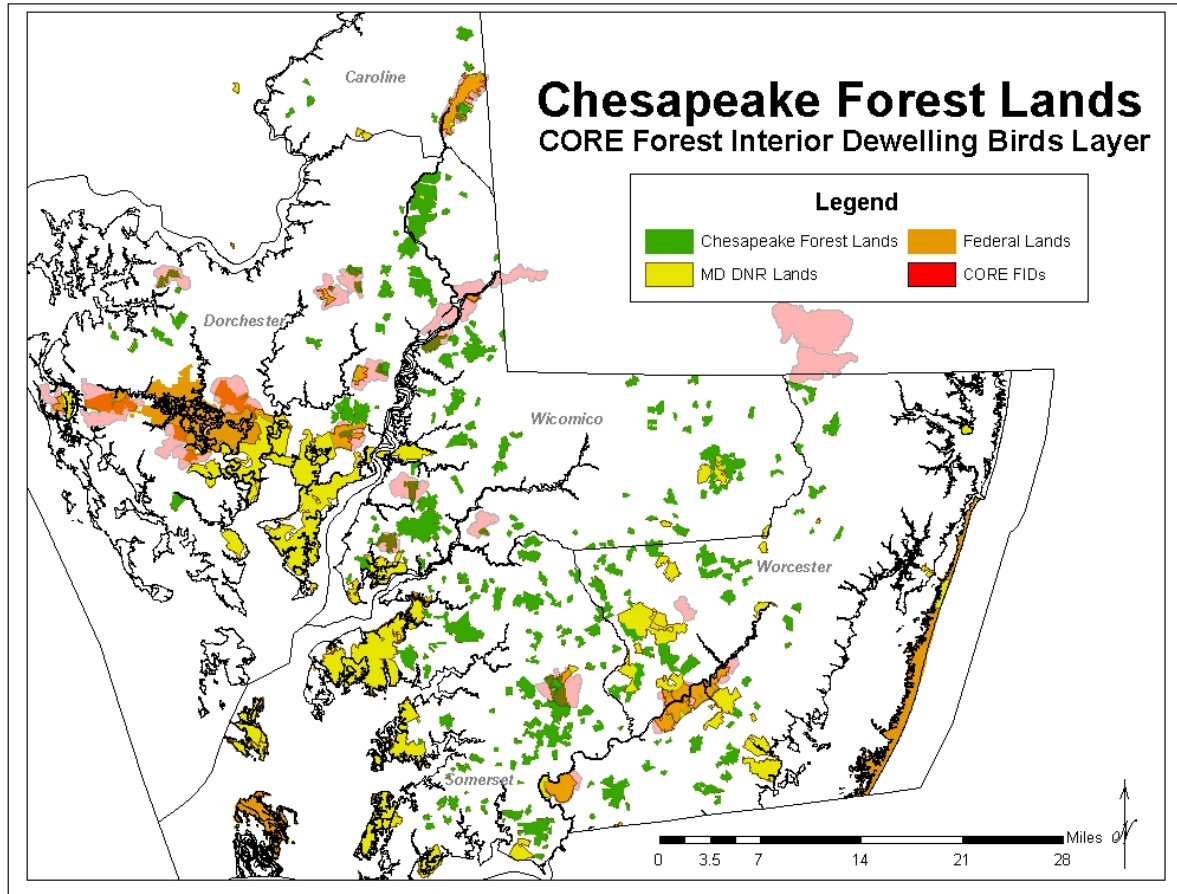 Chesapeake Forest Lands
CORE Forest Interior Dewelling Birds Layer
Legend
Chesapeake Forest Lands
Federal Lands
MD DNR Lands
CORE FIDs
Caroline
Dorchester
Wicomico
Worcester
Somerset
Miles
N
0 3.5 7 14 21 28